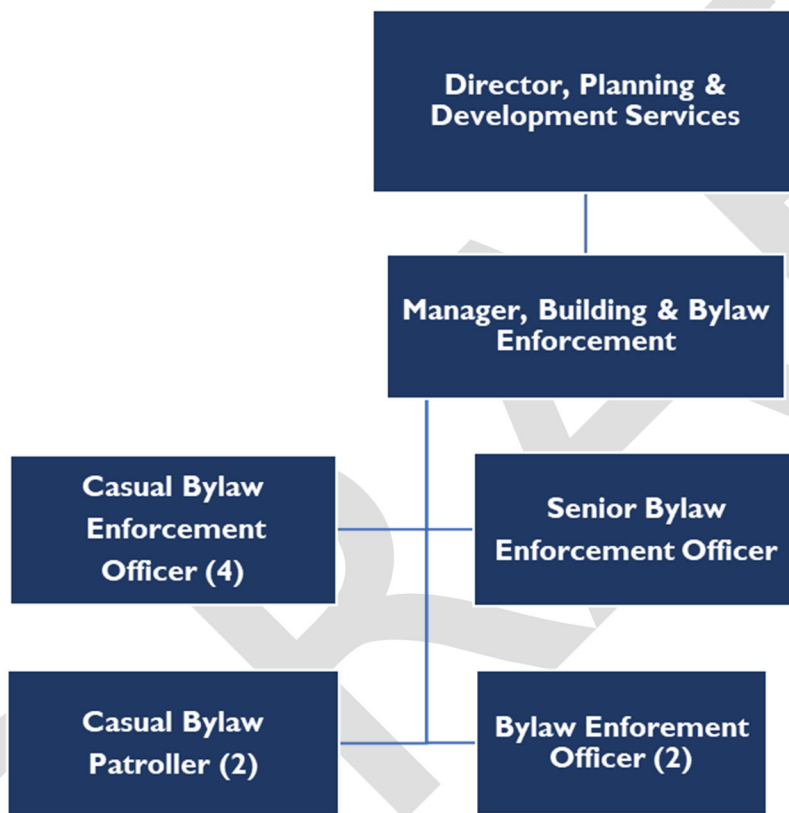 Director, Planning &
Development Services
Manager, Building & Bylaw
Enforcement
Casual Bylaw
Enforcement
Officer (4)
Senior Bylaw
Enforcement Officer
Casual Bylaw
Patroller (2)
Bylaw Enforement
Officer (2)